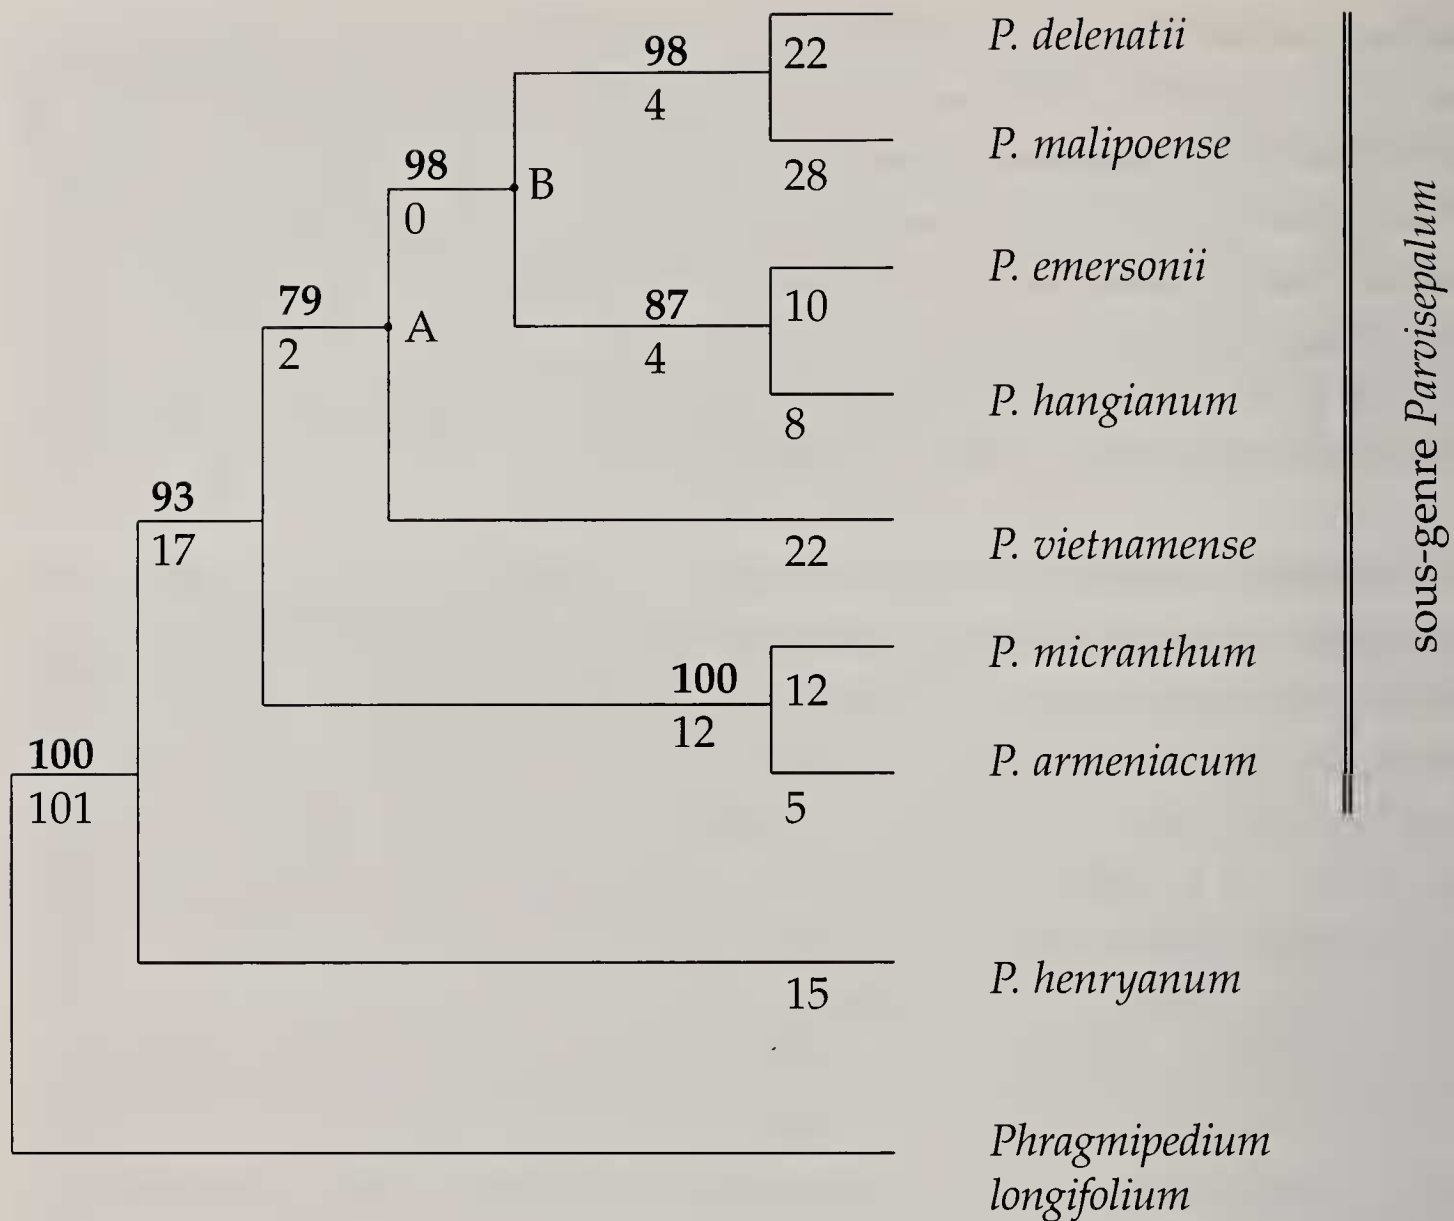 P. delenatii
98
22
4
P. malipoense
98
28
B
0
P. emersonii
79
87
10
A
2
4
P. hangianum
8
93
17
P. vietnamense
22
P. micranthum
100
12
12
100
P. armeniacum
101
5
P. henryanum
15
Phragmipedium
longifolium
sous-genre Parvisepalum